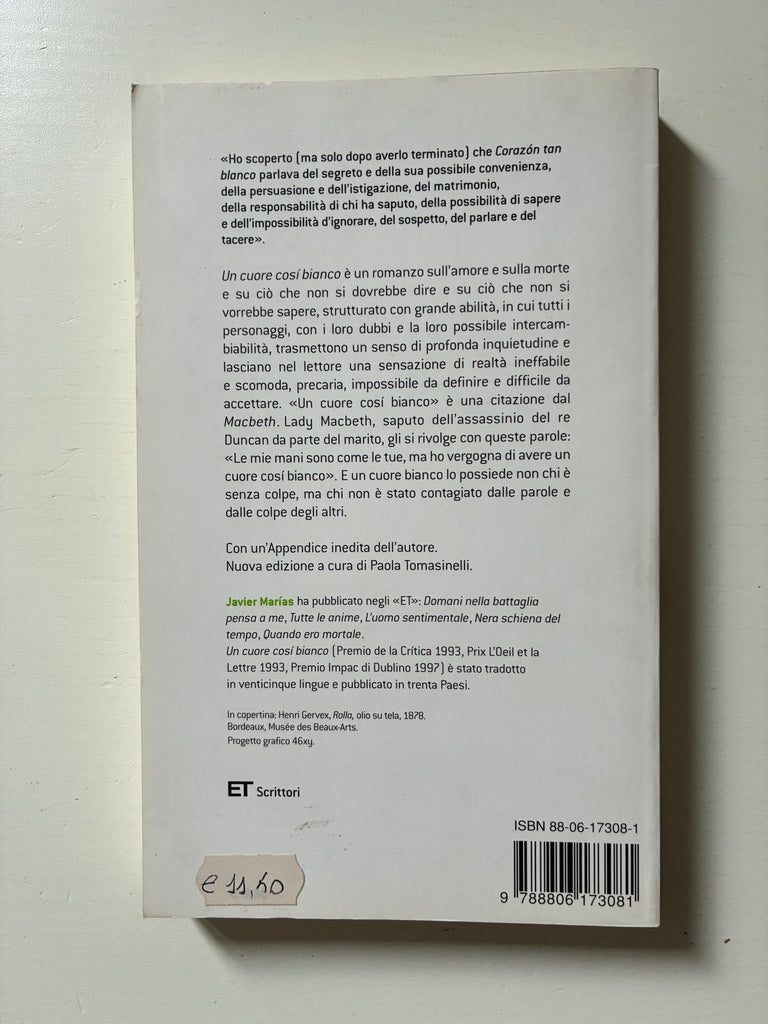 «Ho scoperto (ma solo dopo averlo terminato) che Corazón tan
blanco parlava del segreto e della sua possibile convenienza,
della persuasione e dell'istigazione, del matrimonio,
della responsabilità di chi ha saputo, della possibilità di sapere
e dell'impossibilità d'ignorare, del sospetto, del parlare e del
tacere».
Un cuore cosí bianco è un romanzo sull'amore e sulla morte
e su ciò che non si dovrebbe dire e su ciò che non si
vorrebbe sapere, strutturato con grande abilità, in cui tutti i
personaggi, con i loro dubbi e la loro possibile intercam-
biabilità, trasmettono un senso di profonda inquietudine e
lasciano nel lettore una sensazione di realtà ineffabile
e scomoda, precaria, impossibile da definire e difficile da
accettare. «Un cuore cosí bianco» è una citazione dal
Macbeth. Lady Macbeth, saputo dell'assassinio del re
Duncan da parte del marito, gli si rivolge con queste parole:
«Le mie mani sono come le tue, ma ho vergogna di avere un
cuore cosí bianco». E un cuore bianco lo possiede non chi è
senza colpe, ma chi non è stato contagiato dalle parole e
dalle colpe degli altri.
Con un'Appendice inedita dell'autore.
Nuova edizione a cura di Paola Tomasinelli.
Javier Marías ha pubblicato negli «ET»: Domani nella battaglia
pensa a me, Tutte le anime, L'uomo sentimentale, Nera schiena del
tempo, Quando ero mortale.
Un cuore cosí bianco (Premio de la Crítica 1993, Prix L'Oeil et la
Lettre 1993, Premio Impac di Dublino 1997) è stato tradotto
in venticinque lingue e pubblicato in trenta Paesi.
In copertina: Henri Gervex, Rolla, olio su tela, 1878.
Bordeaux, Musée des Beaux-Arts.
Progetto grafico 46xy.
ET Scrittori
ISBN 88-06-17308-1
€ 11,40
9 788806 173081